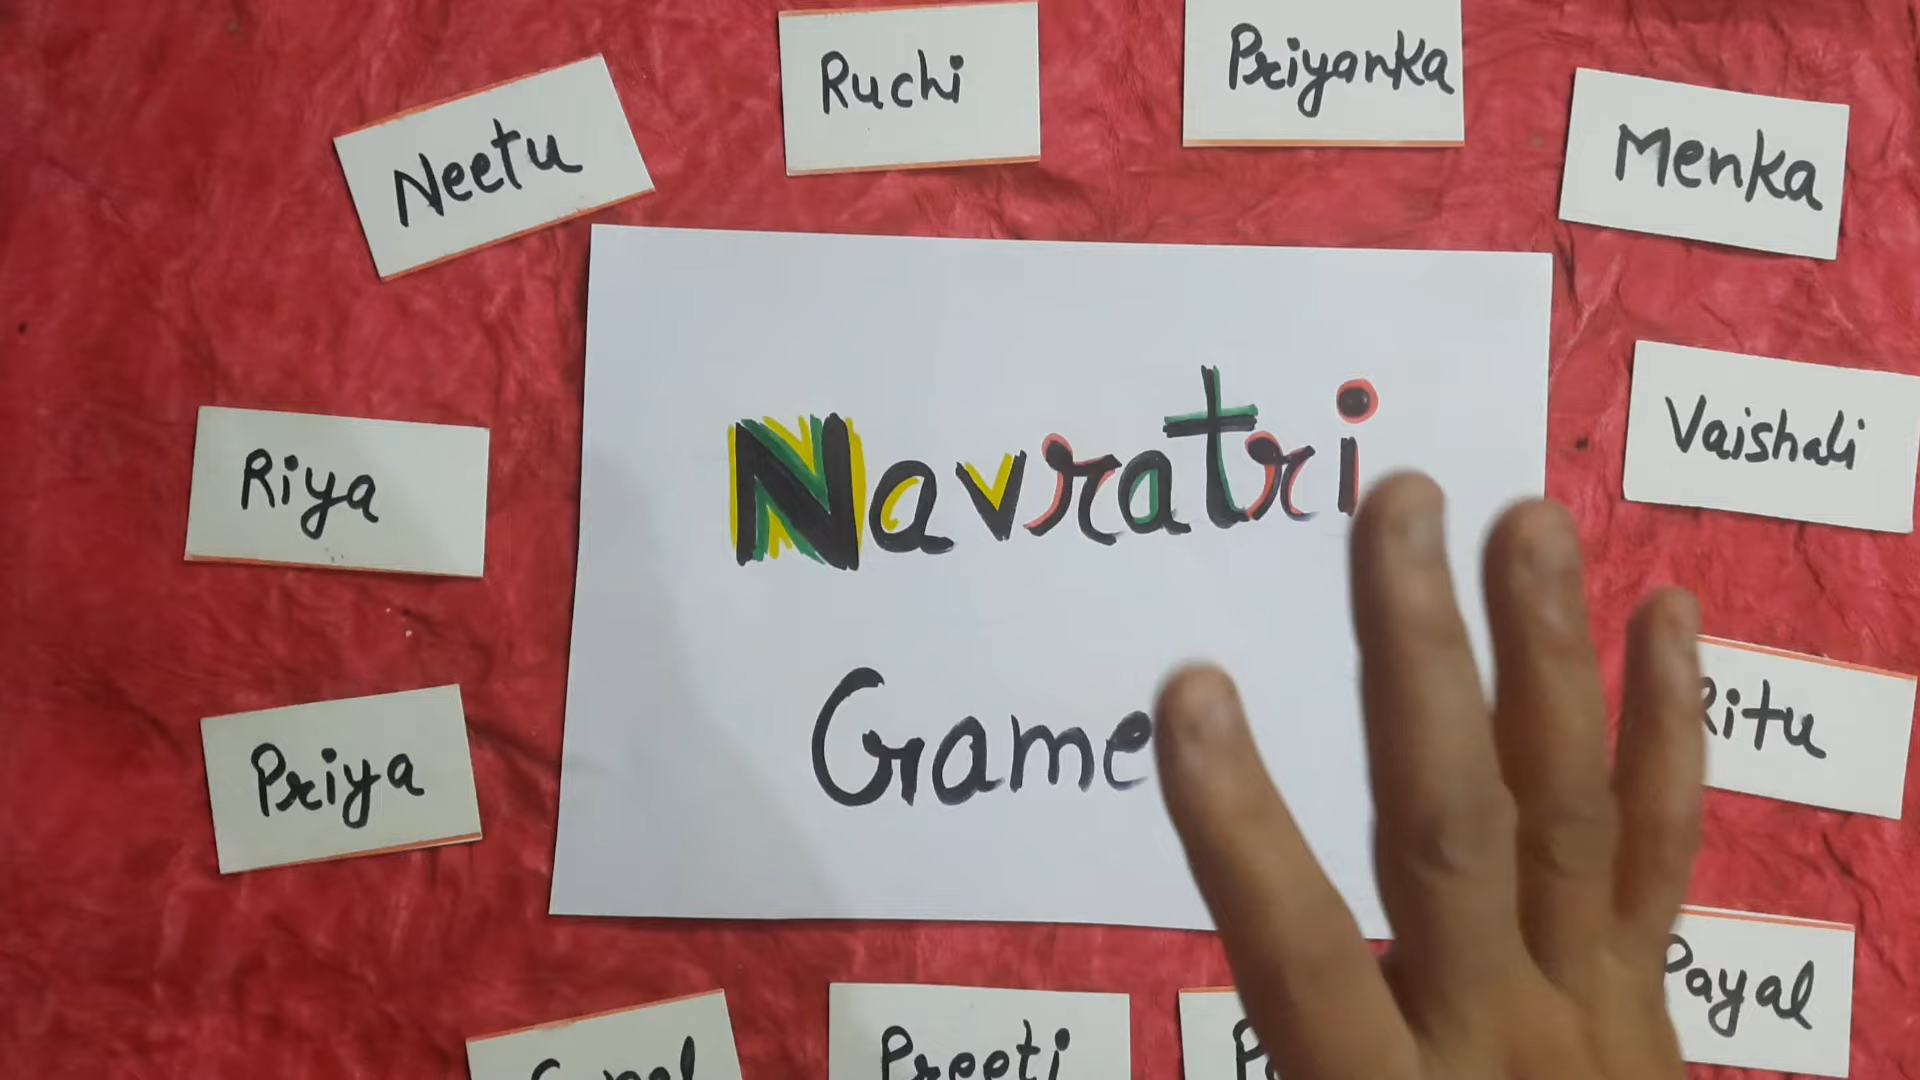 Ruchi
Priyanka
Neetu
Menka
Navratri
Vaishali
Riya
Game
Ritu
Priya
Payal
Preeti